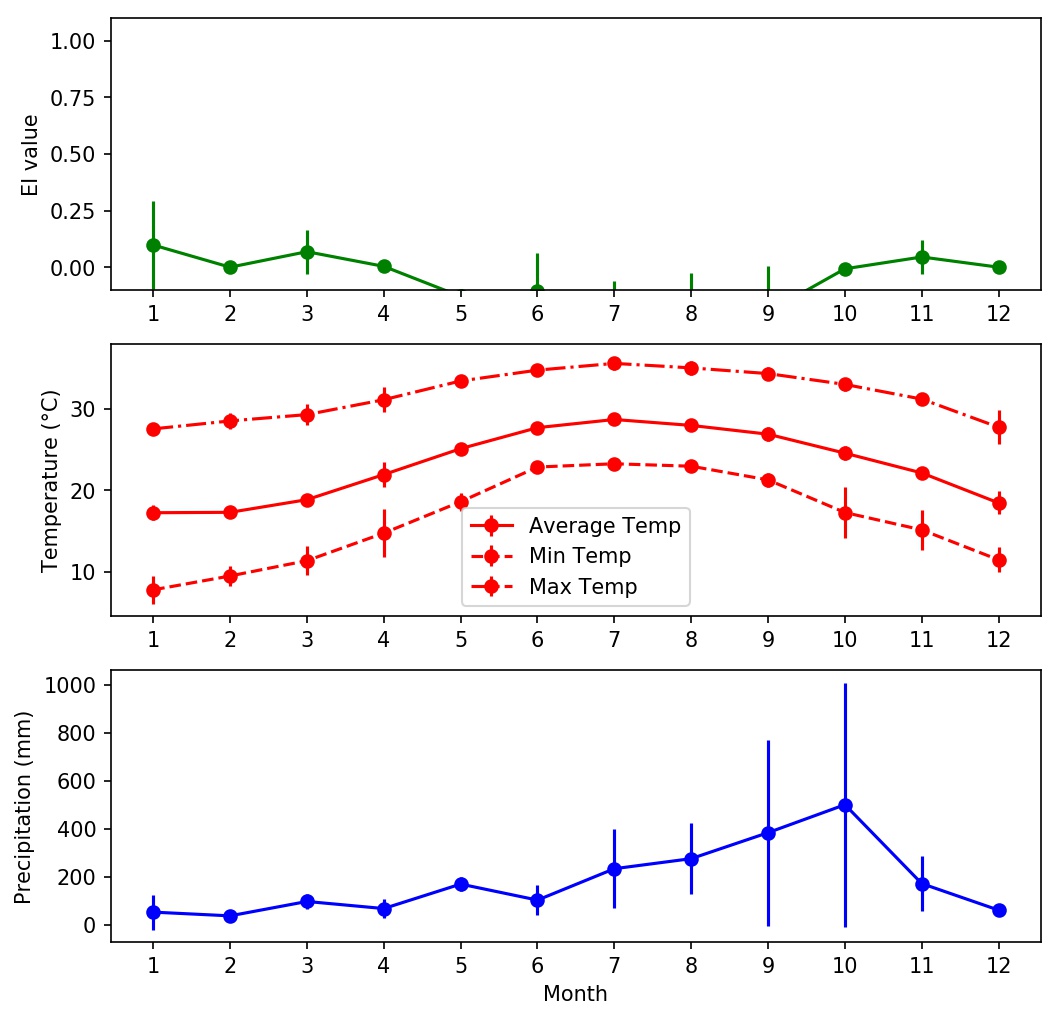 EI value
1.00
0.75
0.50
0.25
0.00
1 2 3 4 5 6 7 8 9 10 11 12
Temperature (°C)
30
20
10
Average Temp
Min Temp
Max Temp
1 2 3 4 5 6 7 8 9 10 11 12
Precipitation (mm)
1000
800
600
400
200
0
1 2 3 4 5 6 7 8 9 10 11 12
Month